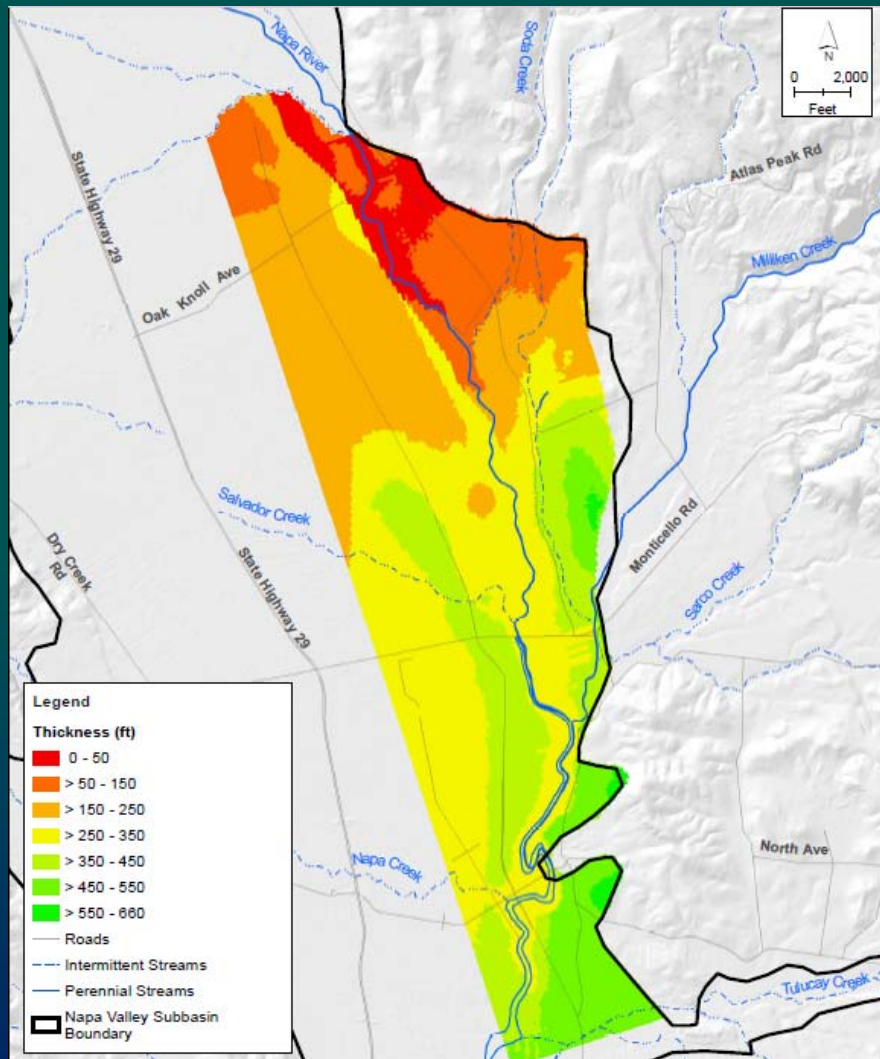 Napa River
Soda Creek
N
0 2,000
Feet
State Highway 29
Atlas Peak Rd
Milliken Creek
Oak Knoll Ave
Salvador Creek
Dry Creek
Rd
State Highway 29
Monticello Rd
Sarco Creek
Legend
Thickness (ft)
0 - 50
> 50 - 150
> 150 - 250
> 250 - 350
> 350 - 450
> 450 - 550
> 550 - 660
Roads
Intermittent Streams
Perennial Streams
Napa Valley Subbasin
Boundary
Napa Creek
North Ave
Tulucay Creek